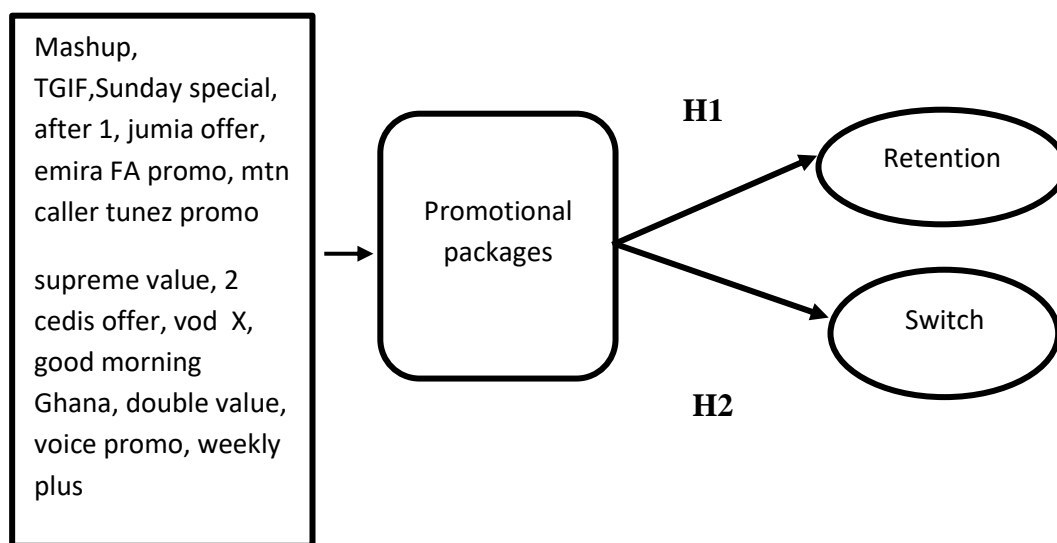 Mashup,
TGIF,Sunday special,
after 1, jumia offer,
emira FA promo, mtn
caller tunez promo
supreme value, 2
cedis offer, vod  X,
good morning
Ghana, double value,
voice promo, weekly
plus
Promotional
packages
H1
Retention
Switch
H2